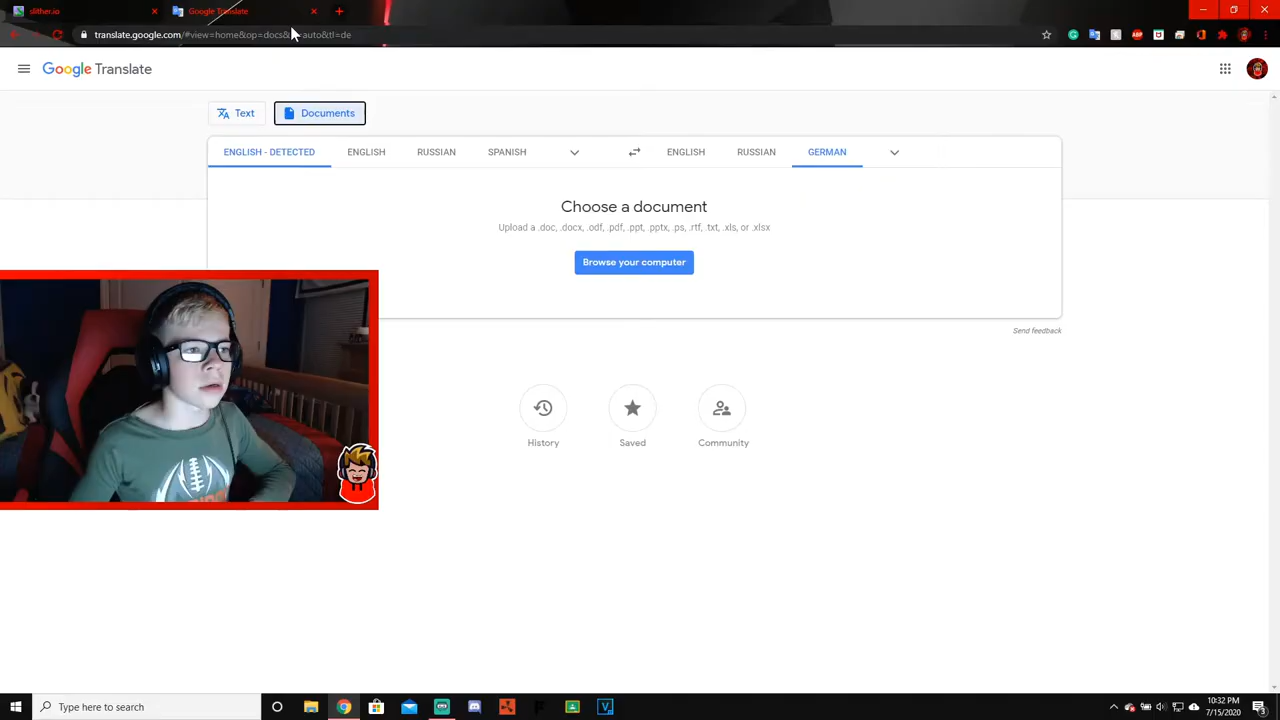 slither.io
Google Translate
translate.google.com/#view=home&op=docs& auto&tl=de
Google Translate
Text
Documents
ENGLISH - DETECTED
ENGLISH
RUSSIAN
SPANISH
ENGLISH
RUSSIAN
GERMAN
Choose a document
Upload a .doc, .docx, .odf, .pdf, .ppt, .pptx, .ps, .rtf, .txt, .xls, or .xlsx
Browse your computer
Send feedback
History
Saved
Community
Type here to search
10:32 PM
7/15/2020